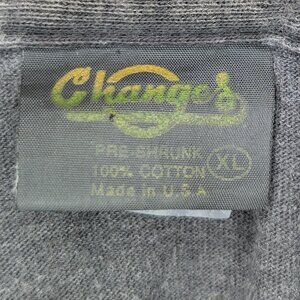 Changes
PRE-SHRUNK
100% COTTON
Made in U.S.A
XL